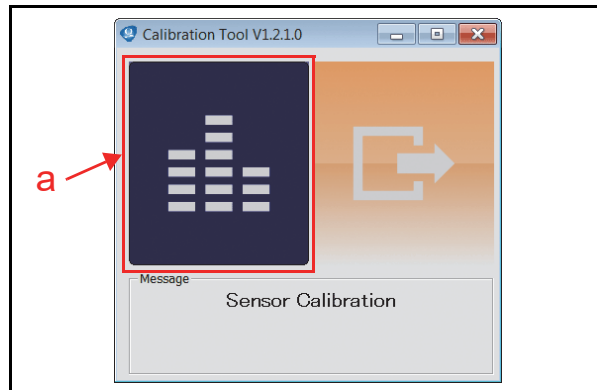 Calibration Tool V1.2.1.0
a
Message
Sensor Calibration